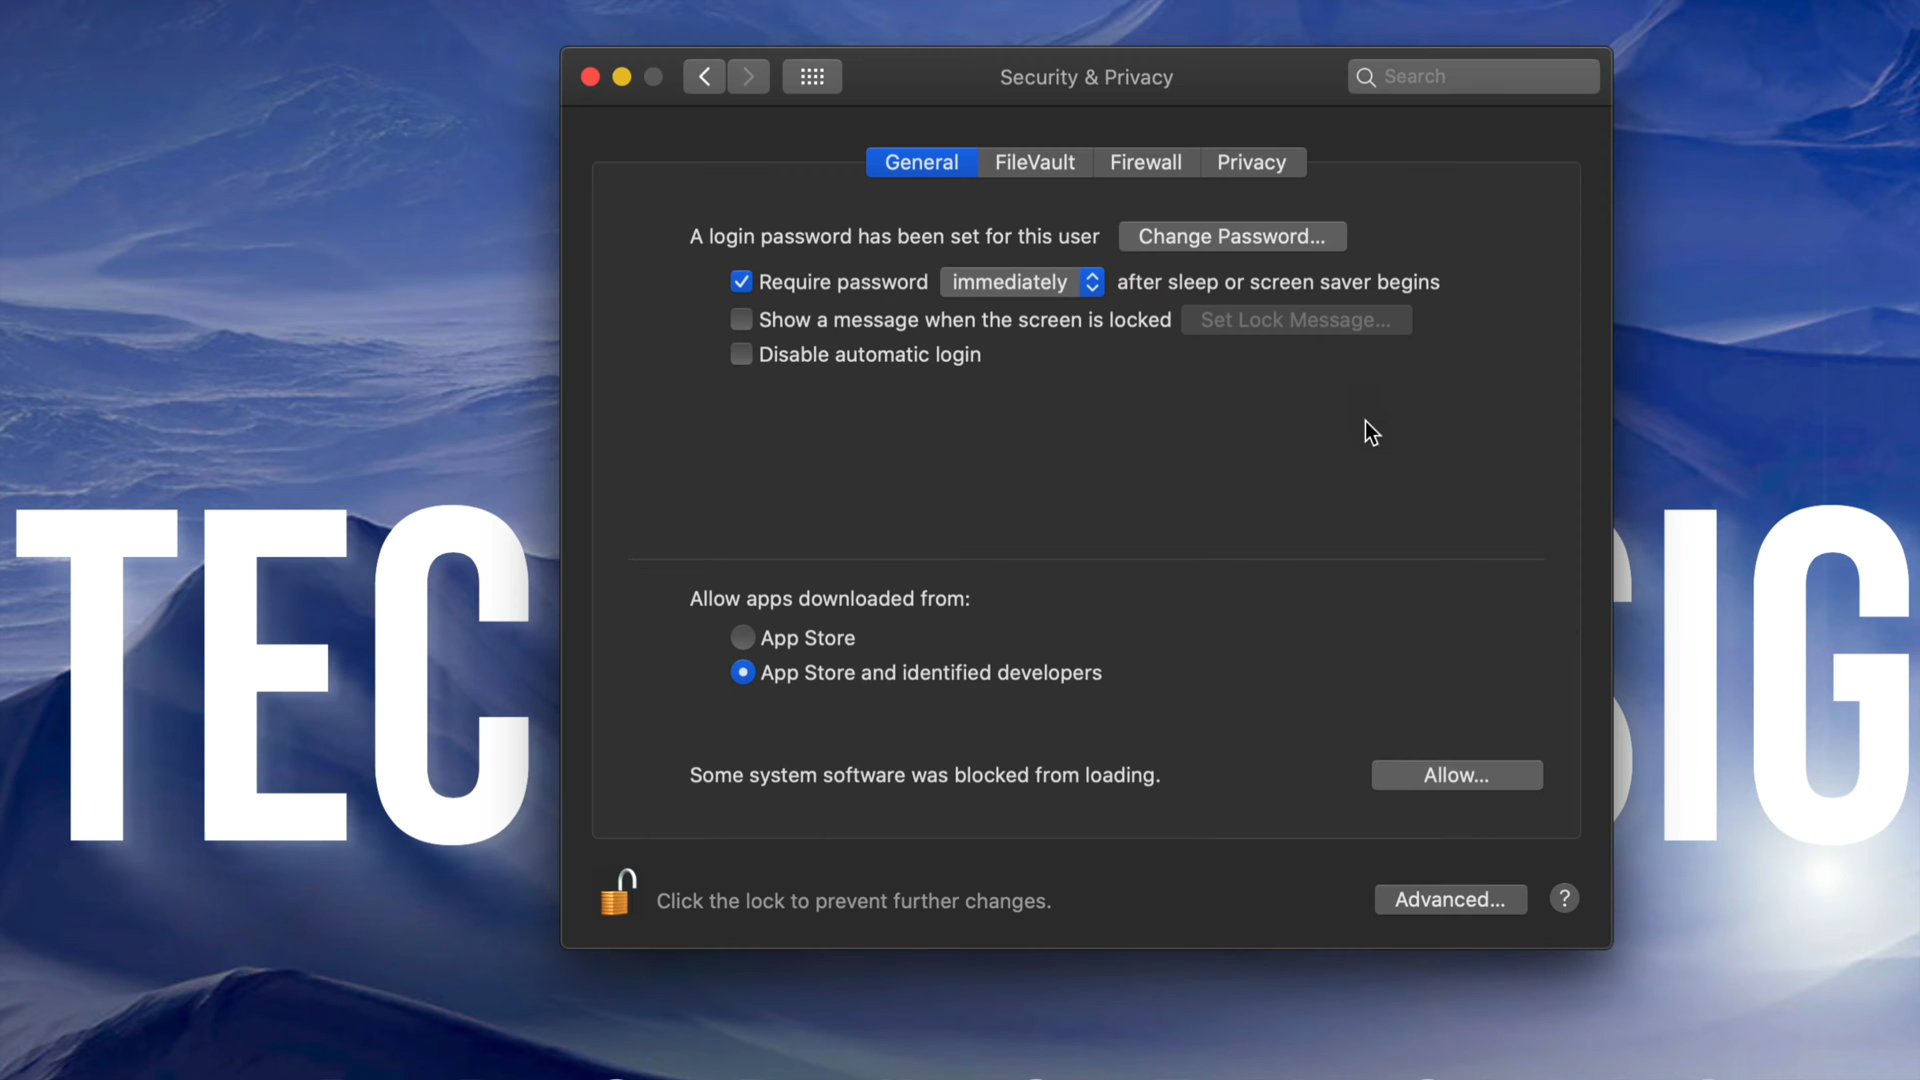 Security & Privacy
Search
General FileVault Firewall Privacy
A login password has been set for this user Change Password...
Require password immediately after sleep or screen saver begins
Show a message when the screen is locked Set Lock Message...
Disable automatic login
TEC SIG
Allow apps downloaded from:
App Store
App Store and identified developers
Some system software was blocked from loading. Allow...
Click the lock to prevent further changes. Advanced... ?